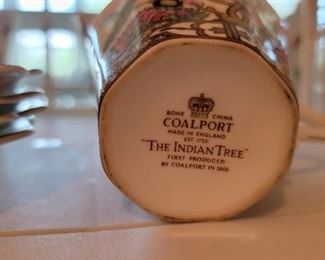 BONE CHINA
COALPORT
MADE IN ENGLAND
EST 1750
"THE INDIAN TREE"
FIRST PRODUCED
BY COALPORT IN 1801